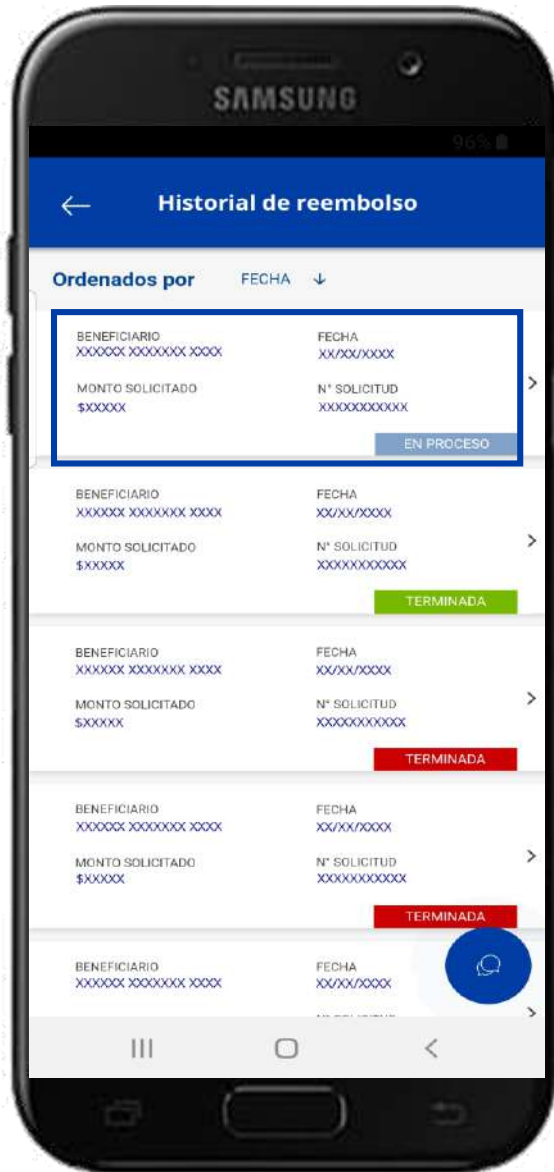 SAMSUNG
96%
Historial de reembolso
Ordenados por FECHA
BENEFICIARIO FECHA
XXXXXX XXXXXXX XXXX XX/XX/XXXX
MONTO SOLICITADO N° SOLICITUD
$XXXXX XXXXXXXXXXX
EN PROCESO
BENEFICIARIO FECHA
XXXXXX XXXXXXX XXXX XX/XX/XXXX
MONTO SOLICITADO N° SOLICITUD
$XXXXX XXXXXXXXXXX
TERMINADA
BENEFICIARIO FECHA
XXXXXX XXXXXXX XXXX XX/XX/XXXX
MONTO SOLICITADO N° SOLICITUD
$XXXXX XXXXXXXXXXX
TERMINADA
BENEFICIARIO FECHA
XXXXXX XXXXXXX XXXX XX/XX/XXXX
MONTO SOLICITADO N° SOLICITUD
$XXXXX XXXXXXXXXXX
TERMINADA
BENEFICIARIO FECHA
XXXXXX XXXXXXX XXXX XX/XX/XXXX